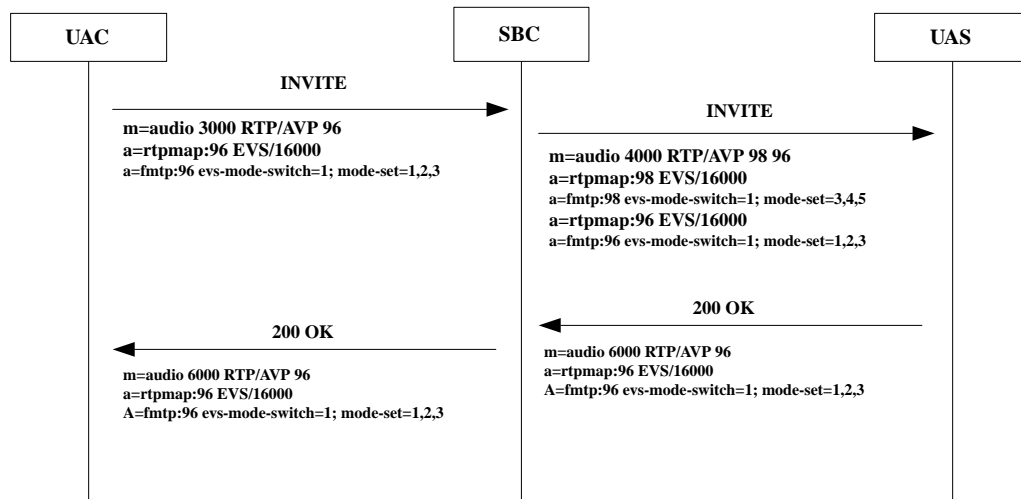 UAC
SBC
UAS
INVITE
m=audio 3000 RTP/AVP 96
a=rtpmap:96 EVS/16000
a=fmtp:96 evs-mode-switch=1; mode-set=1,2,3
INVITE
m=audio 4000 RTP/AVP 98 96
a=rtpmap:98 EVS/16000
a=fmtp:98 evs-mode-switch=1; mode-set=3,4,5
a=rtpmap:96 EVS/16000
a=fmtp:96 evs-mode-switch=1; mode-set=1,2,3
200 OK
m=audio 6000 RTP/AVP 96
a=rtpmap:96 EVS/16000
A=fmtp:96 evs-mode-switch=1; mode-set=1,2,3
200 OK
m=audio 6000 RTP/AVP 96
a=rtpmap:96 EVS/16000
A=fmtp:96 evs-mode-switch=1; mode-set=1,2,3